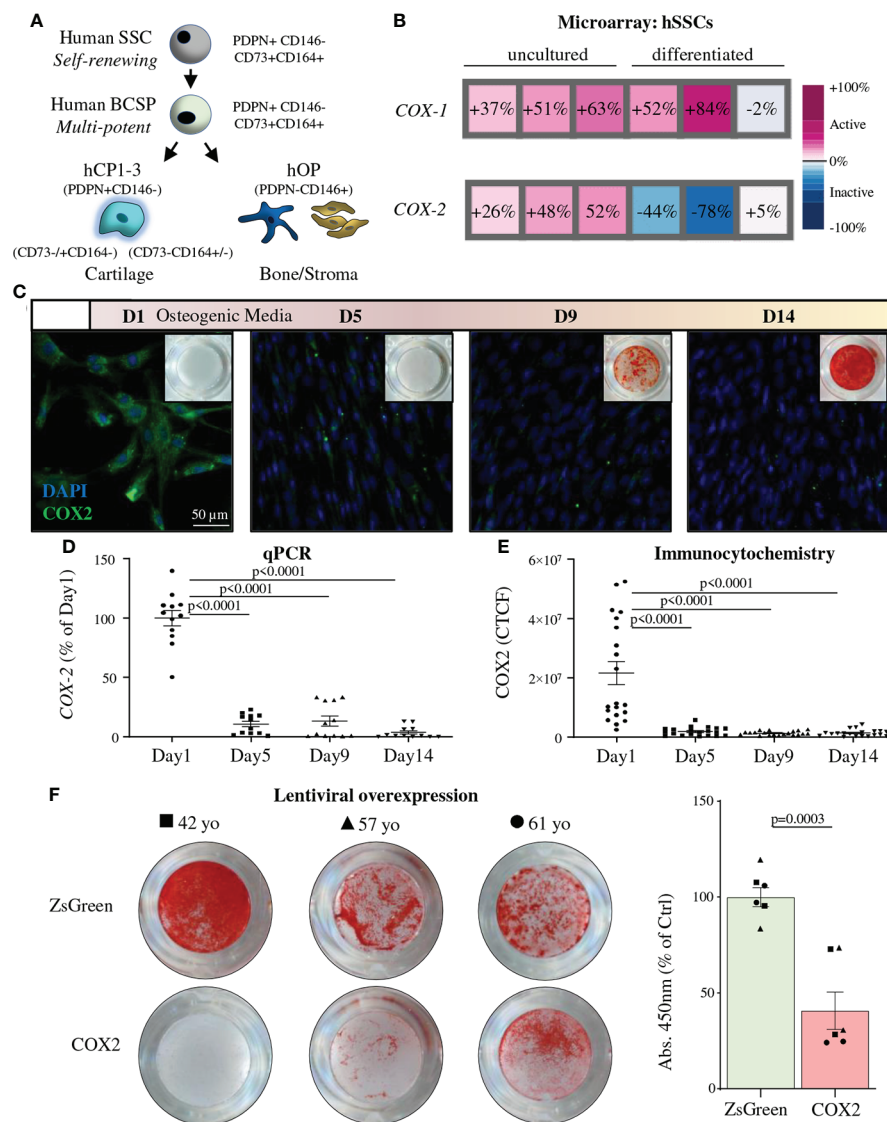 A
Human SSC
Self-renewing
PDPN+ CD146-
CD73+CD164+
Human BCSP
Multi-potent
PDPN+ CD146-
CD73+CD164+
hCP1-3
(PDPN+CD146-)
hOP
(PDPN-CD146+)
(CD73-/+CD164-)
(CD73-CD164+/-)
Cartilage
Bone/Stroma
B
Microarray: hSSCs
uncultured
differentiated
COX-1
+37%
+51%
+63%
+52%
+84%
-2%
COX-2
+26%
+48%
52%
-44%
-78%
+5%
+100%
Active
0%
Inactive
-100%
C
D1
Osteogenic Media
D5
D9
D14
DAPI
COX2
50 µm
D
qPCR
COX-2 (% of Day1)
150
100
50
0
p<0.0001
p<0.0001
p<0.0001
Day1
Day5
Day9
Day14
E
Immunocytochemistry
COX2 (CTCF)
6×10⁷
4×10⁷
2×10⁷
0
p<0.0001
p<0.0001
p<0.0001
Day1
Day5
Day9
Day14
F
Lentiviral overexpression
42 yo
57 yo
61 yo
ZsGreen
COX2
Abs. 450nm (% of Ctrl)
150
100
50
0
p=0.0003
ZsGreen
COX2